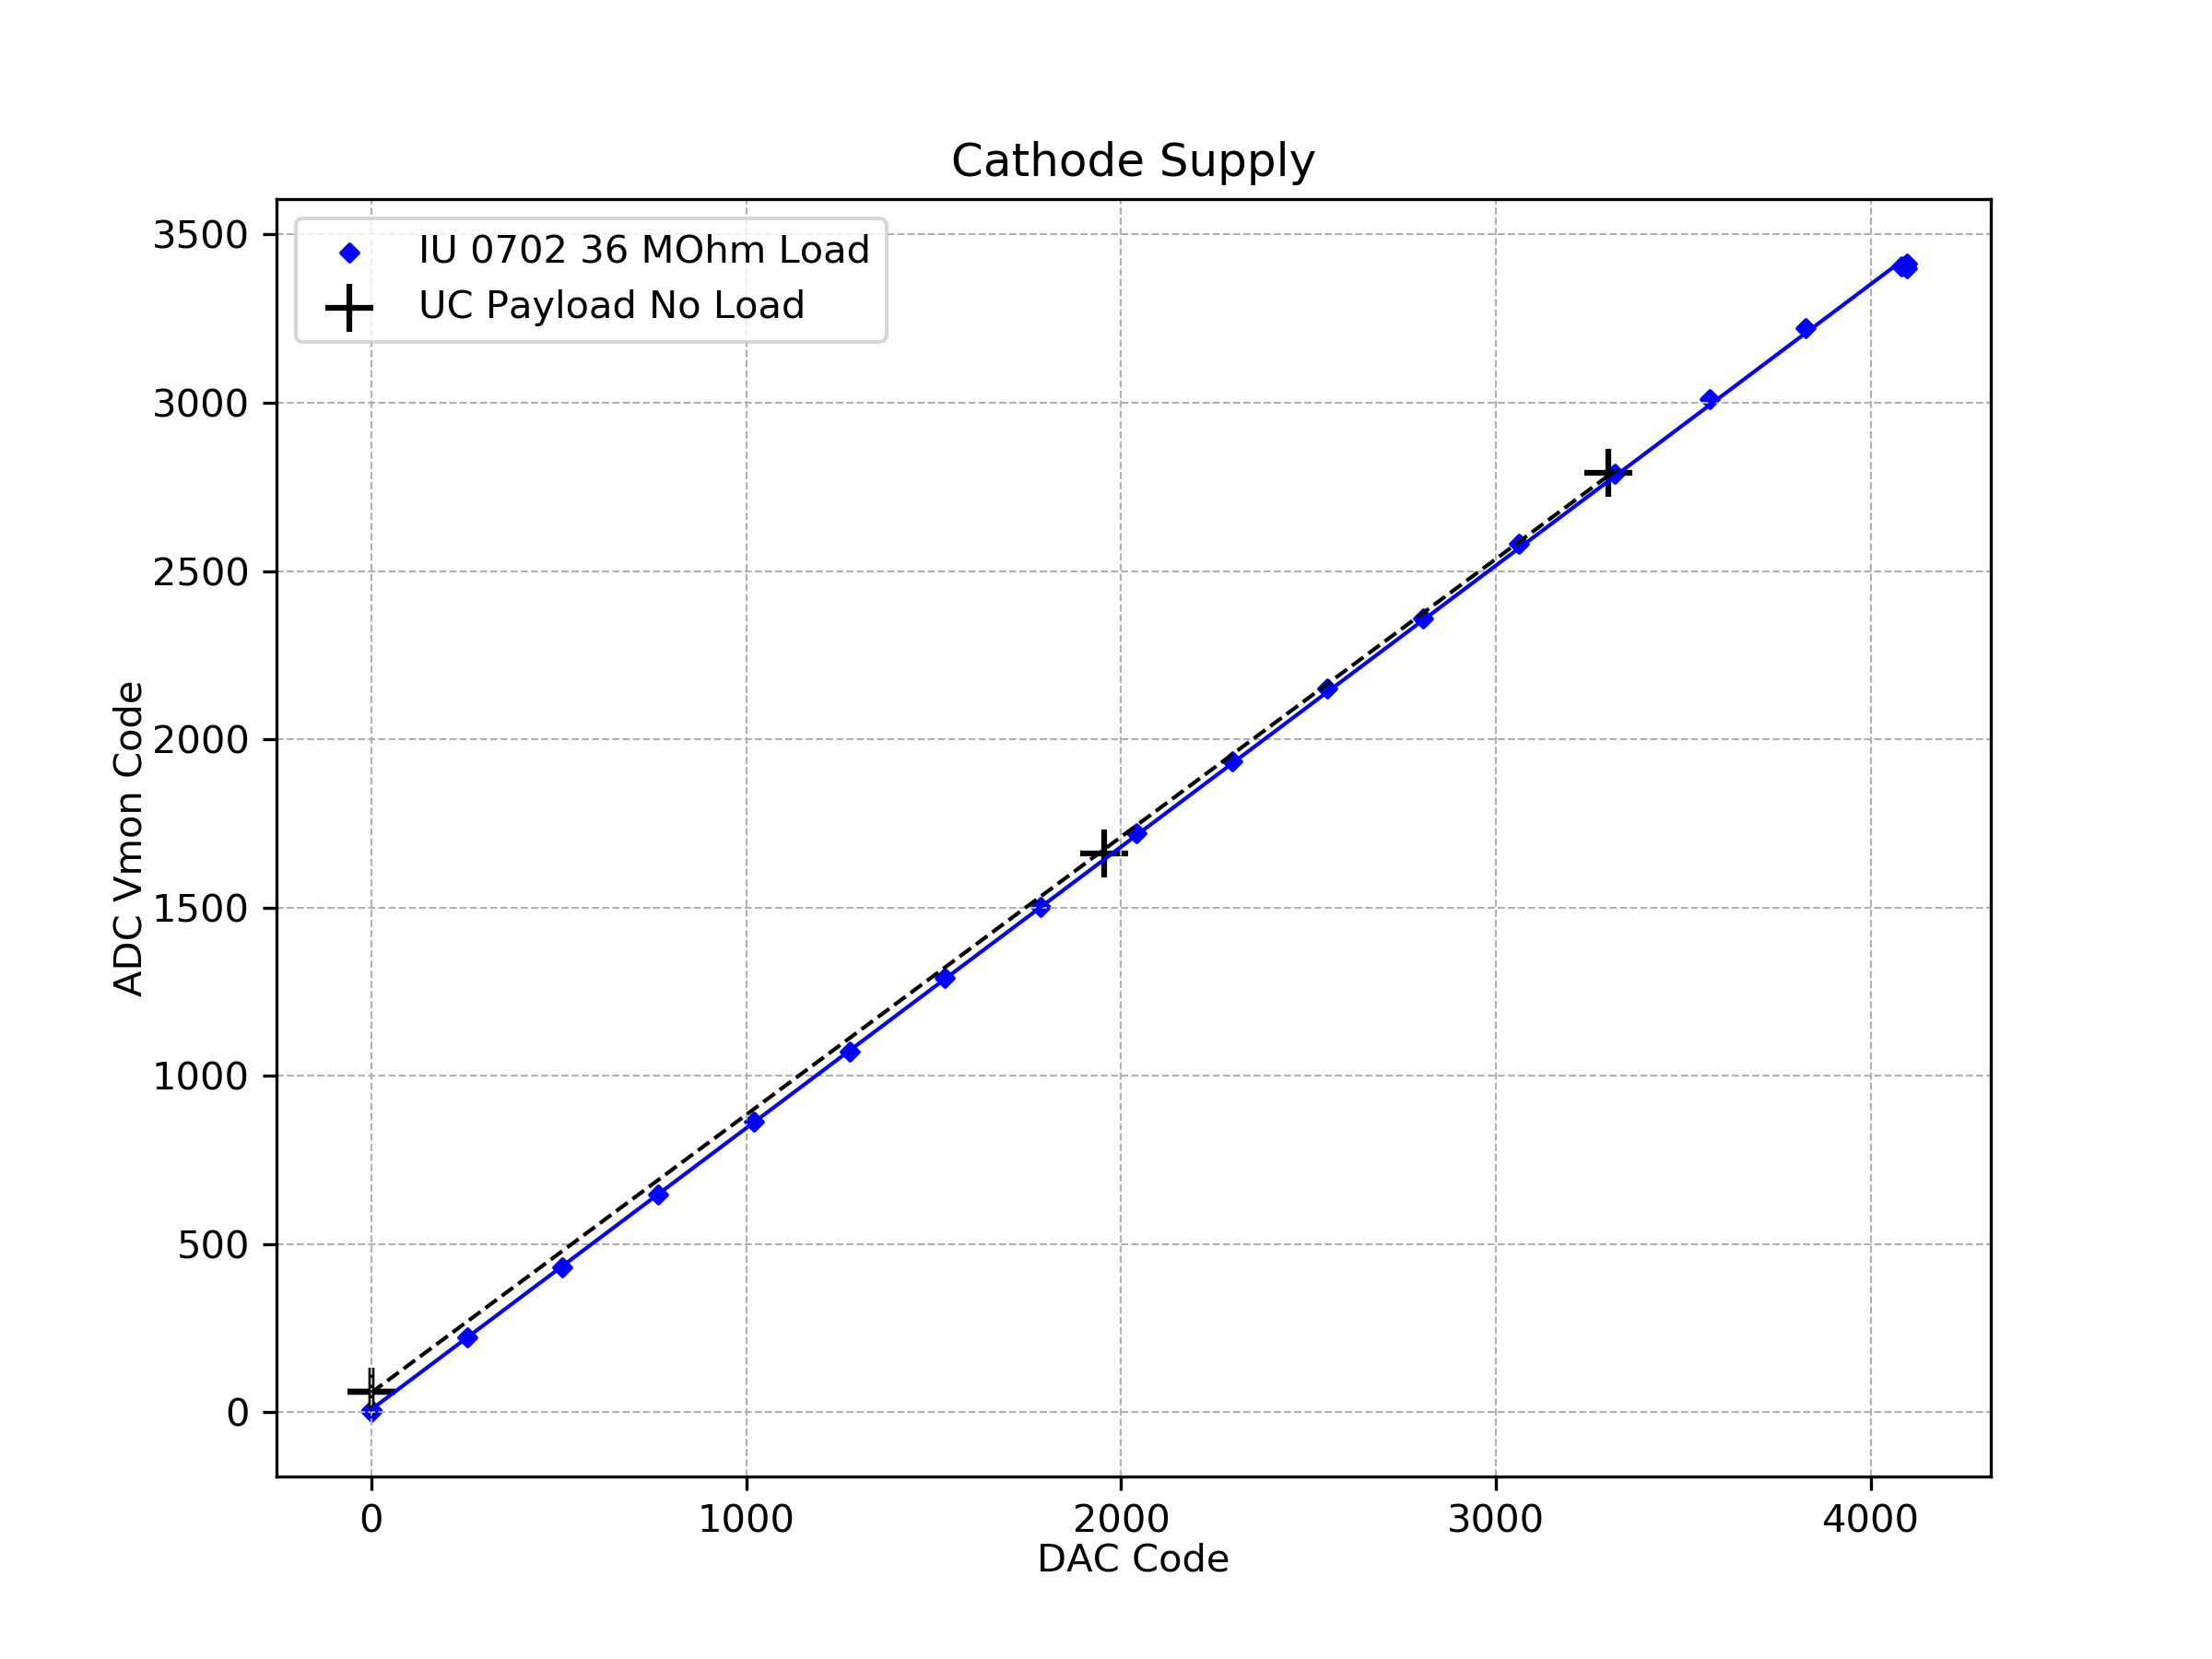 Cathode Supply
IU 0702 36 MOhm Load
UC Payload No Load
3500
3000
2500
2000
1500
1000
500
0
ADC Vmon Code
0 1000 2000 3000 4000
DAC Code